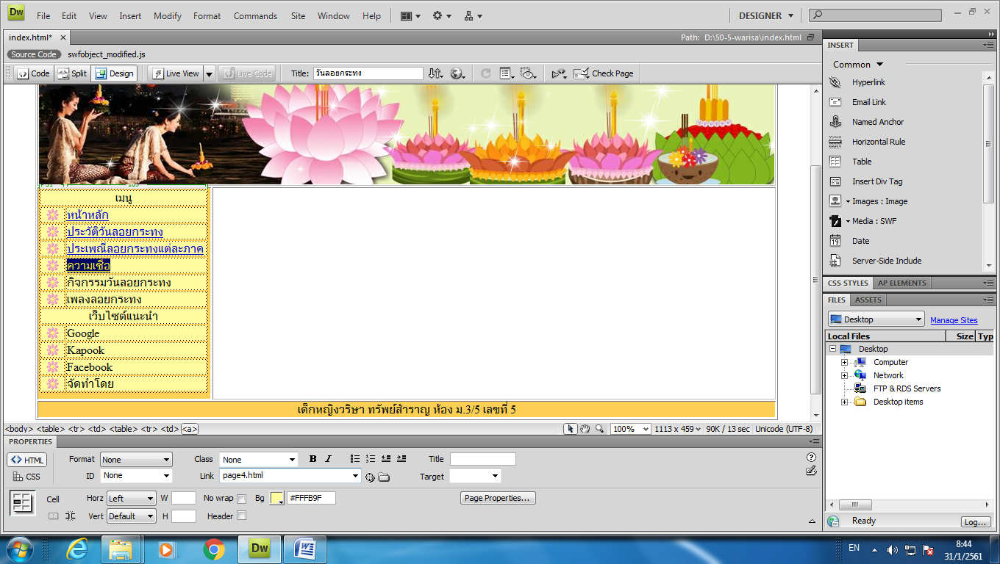 Dw File Edit View Insert Modify Format Commands Site Window Help DESIGNER
index.html* Path: D:\50-5-warisa\index.html
Source Code swfobject_modified.js
Code Split Design Live View Live Code Title: วันลอยกระทง Check Page
เมนู
หน้าหลัก
ประวัติวันลอยกระทง
ประเพณีลอยกระทงแต่ละภาค
ความเชื่อ
กิจกรรมวันลอยกระทง
เพลงลอยกระทง
เว็บไซต์แนะนำ
Google
Kapook
Facebook
จัดทำโดย
เด็กหญิงวริษา ทรัพย์สำราญ ห้อง ม.3/5 เลขที่ 5
<body> <table> <tr> <td> <table> <tr> <td> <a> 100% 1113 x 459 90K / 13 sec Unicode (UTF-8)
PROPERTIES
HTML Format None Class None B I Title
CSS ID None Link page4.html Target
Cell Horz Left W No wrap Bg #FFFB9F Page Properties...
Vert Default H Header
INSERT
Common
Hyperlink
Email Link
Named Anchor
Horizontal Rule
Table
Insert Div Tag
Images : Image
Media : SWF
Date
Server-Side Include
CSS STYLES AP ELEMENTS
FILES ASSETS
Desktop Manage Sites
Local Files Size Typ
Desktop
Computer
Network
FTP & RDS Servers
Desktop items
Ready Log...
Dw EN 8:44
31/1/2561